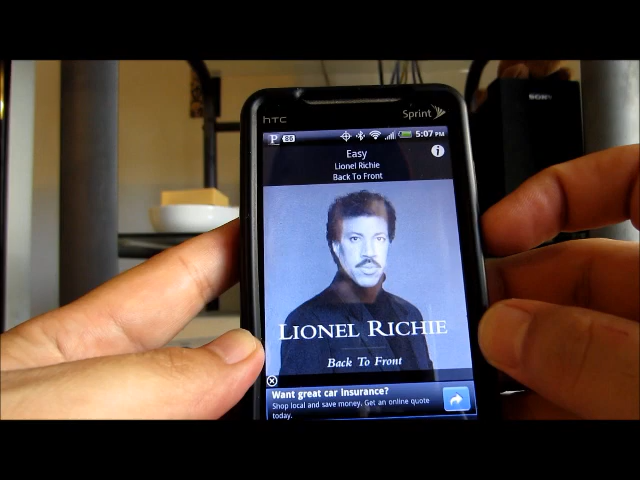 SONY
hTC
Sprint
P 86 5:07 PM
Easy
Lionel Richie
Back To Front
i
LIONEL RICHIE
Back To Front
Want great car insurance?
Shop local and save money. Get an online quote
today.